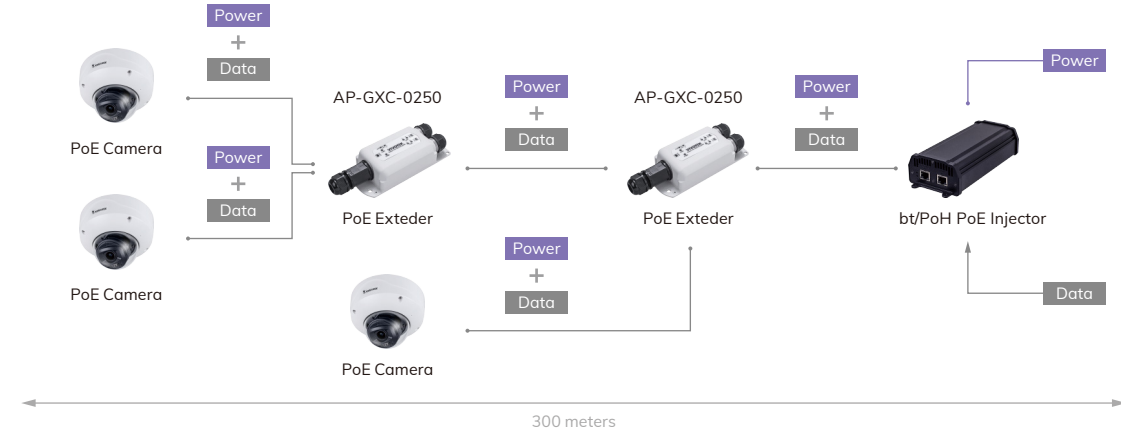 Power
+
Data
PoE Camera
Power
+
Data
PoE Camera
AP-GXC-0250
PoE Exteder
Power
+
Data
AP-GXC-0250
PoE Exteder
Power
+
Data
Power
bt/PoH PoE Injector
Data
Power
+
Data
PoE Camera
300 meters